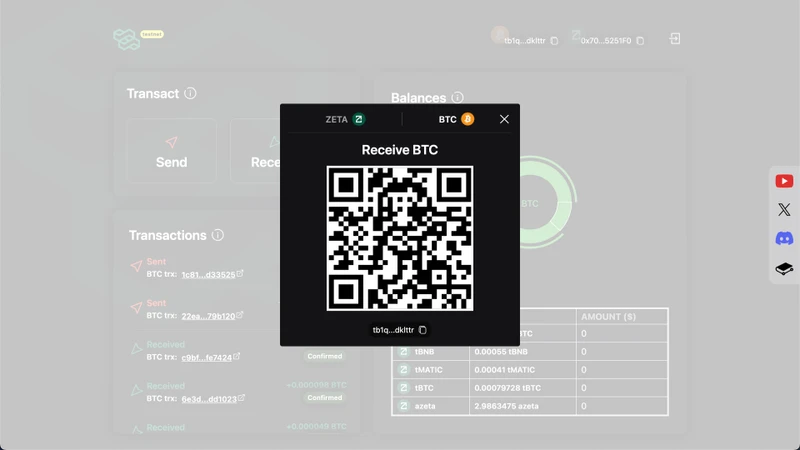 testnet
tb1q...dklttr
0x70...5251F0
Transact
Send
Rece
Balances
BTC
ZETA
BTC
Receive BTC
tb1q...dklttr
Transactions
Sent
BTC trx: 1c61...d33525
Sent
BTC trx: 22ea...79b120
Received
BTC trx: c9bf...fe7424
Confirmed
Received
+0.000096 BTC
BTC trx: 6e3d...dd1023
Confirmed
Received
+0.000049 BTC
AMOUNT ($)
TC
0
tBNB
0.00055 tBNB
0
tMATIC
0.00041 tMATIC
0
tBTC
0.00079728 tBTC
0
azeta
2.9863475 azeta
0